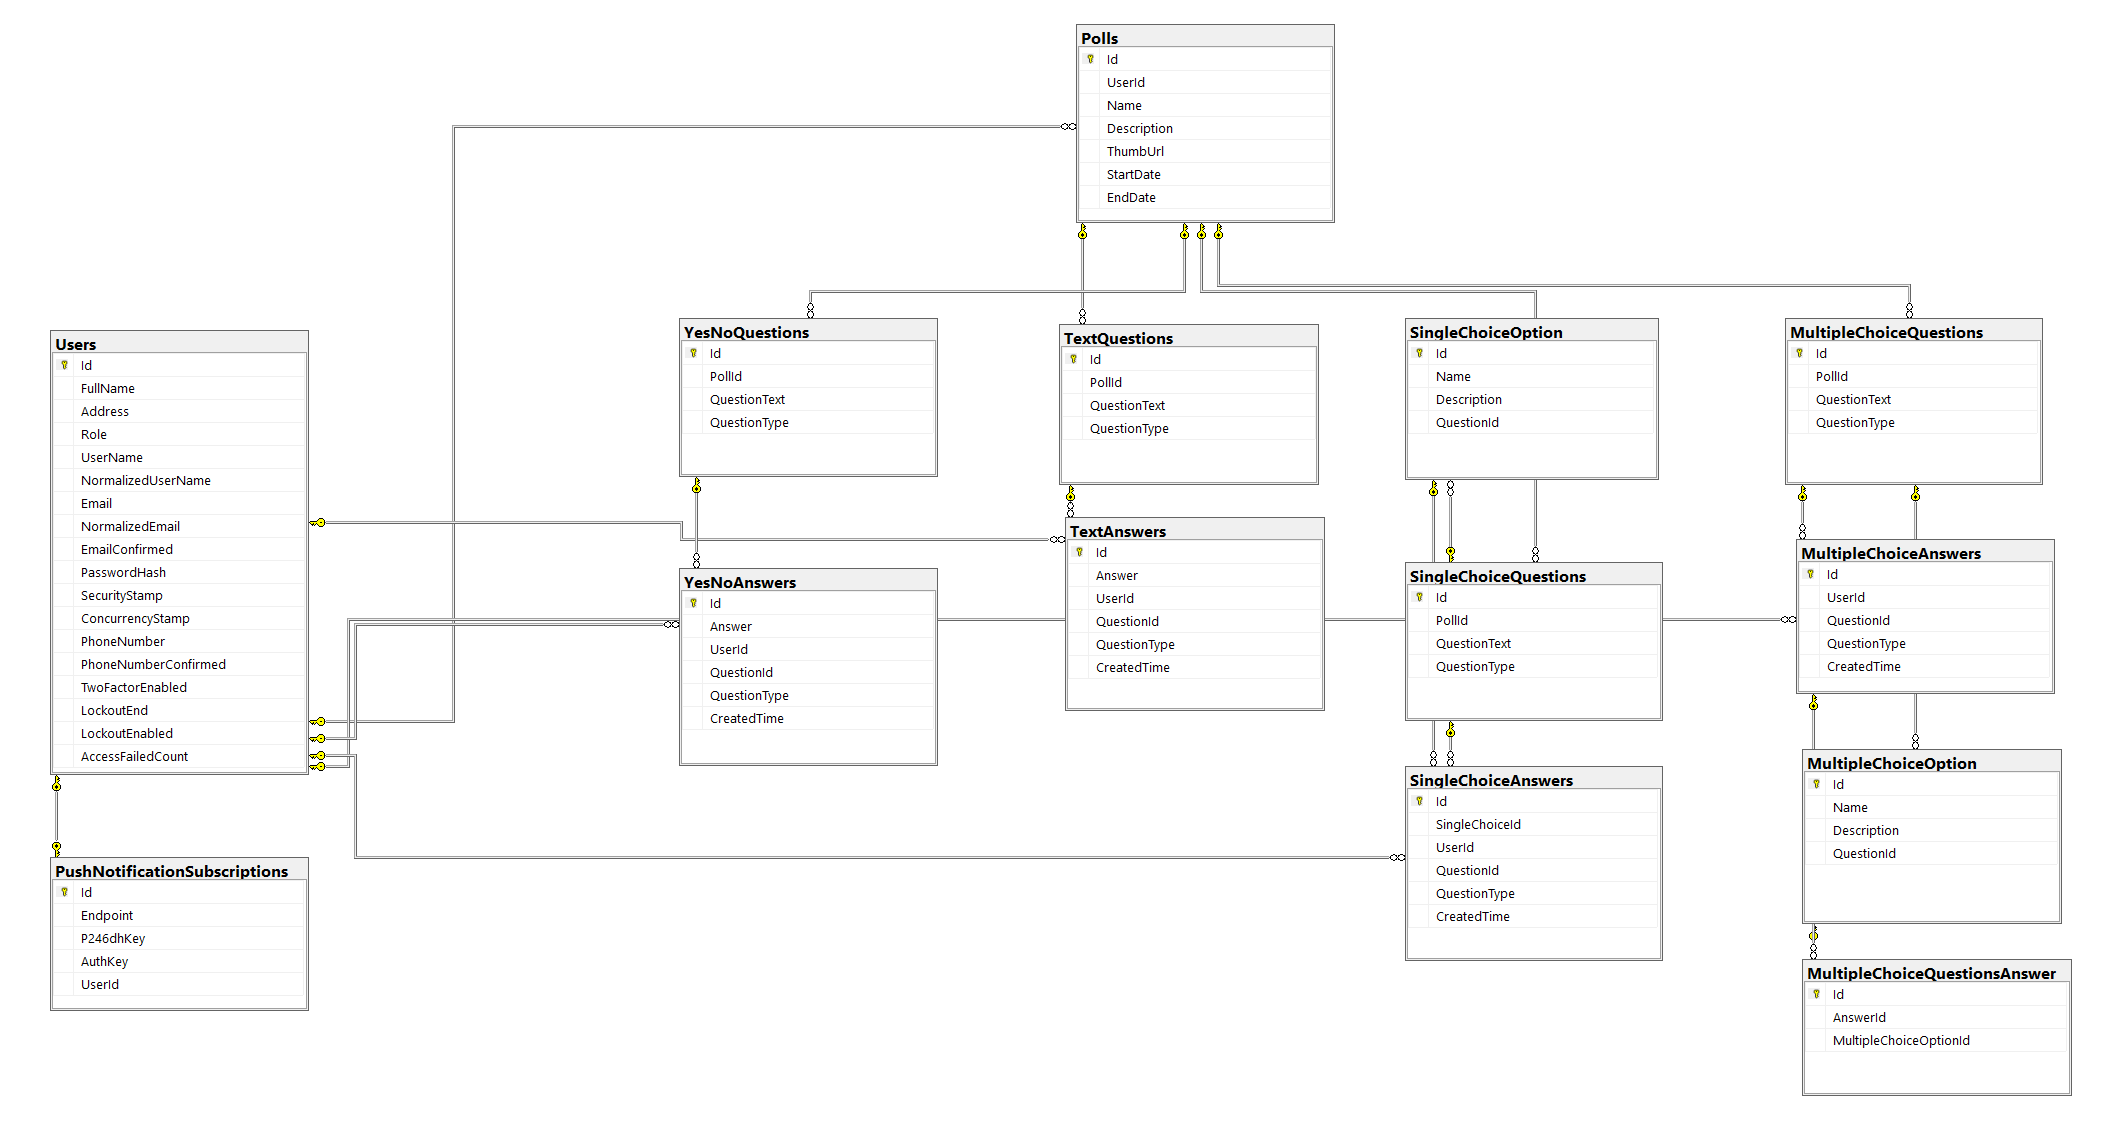 Polls
Id
UserId
Name
Description
ThumbUrl
StartDate
EndDate
Users
Id
FullName
Address
Role
UserName
NormalizedUserName
Email
NormalizedEmail
EmailConfirmed
PasswordHash
SecurityStamp
ConcurrencyStamp
PhoneNumber
PhoneNumberConfirmed
TwoFactorEnabled
LockoutEnd
LockoutEnabled
AccessFailedCount
PushNotificationSubscriptions
Id
Endpoint
P246dhKey
AuthKey
UserId
YesNoQuestions
Id
PollId
QuestionText
QuestionType
YesNoAnswers
Id
Answer
UserId
QuestionId
QuestionType
CreatedTime
TextQuestions
Id
PollId
QuestionText
QuestionType
TextAnswers
Id
Answer
UserId
QuestionId
QuestionType
CreatedTime
SingleChoiceOption
Id
Name
Description
QuestionId
SingleChoiceQuestions
Id
PollId
QuestionText
QuestionType
SingleChoiceAnswers
Id
SingleChoiceId
UserId
QuestionId
QuestionType
CreatedTime
MultipleChoiceQuestions
Id
PollId
QuestionText
QuestionType
MultipleChoiceAnswers
Id
UserId
QuestionId
QuestionType
CreatedTime
MultipleChoiceOption
Id
Name
Description
QuestionId
MultipleChoiceQuestionsAnswer
Id
AnswerId
MultipleChoiceOptionId